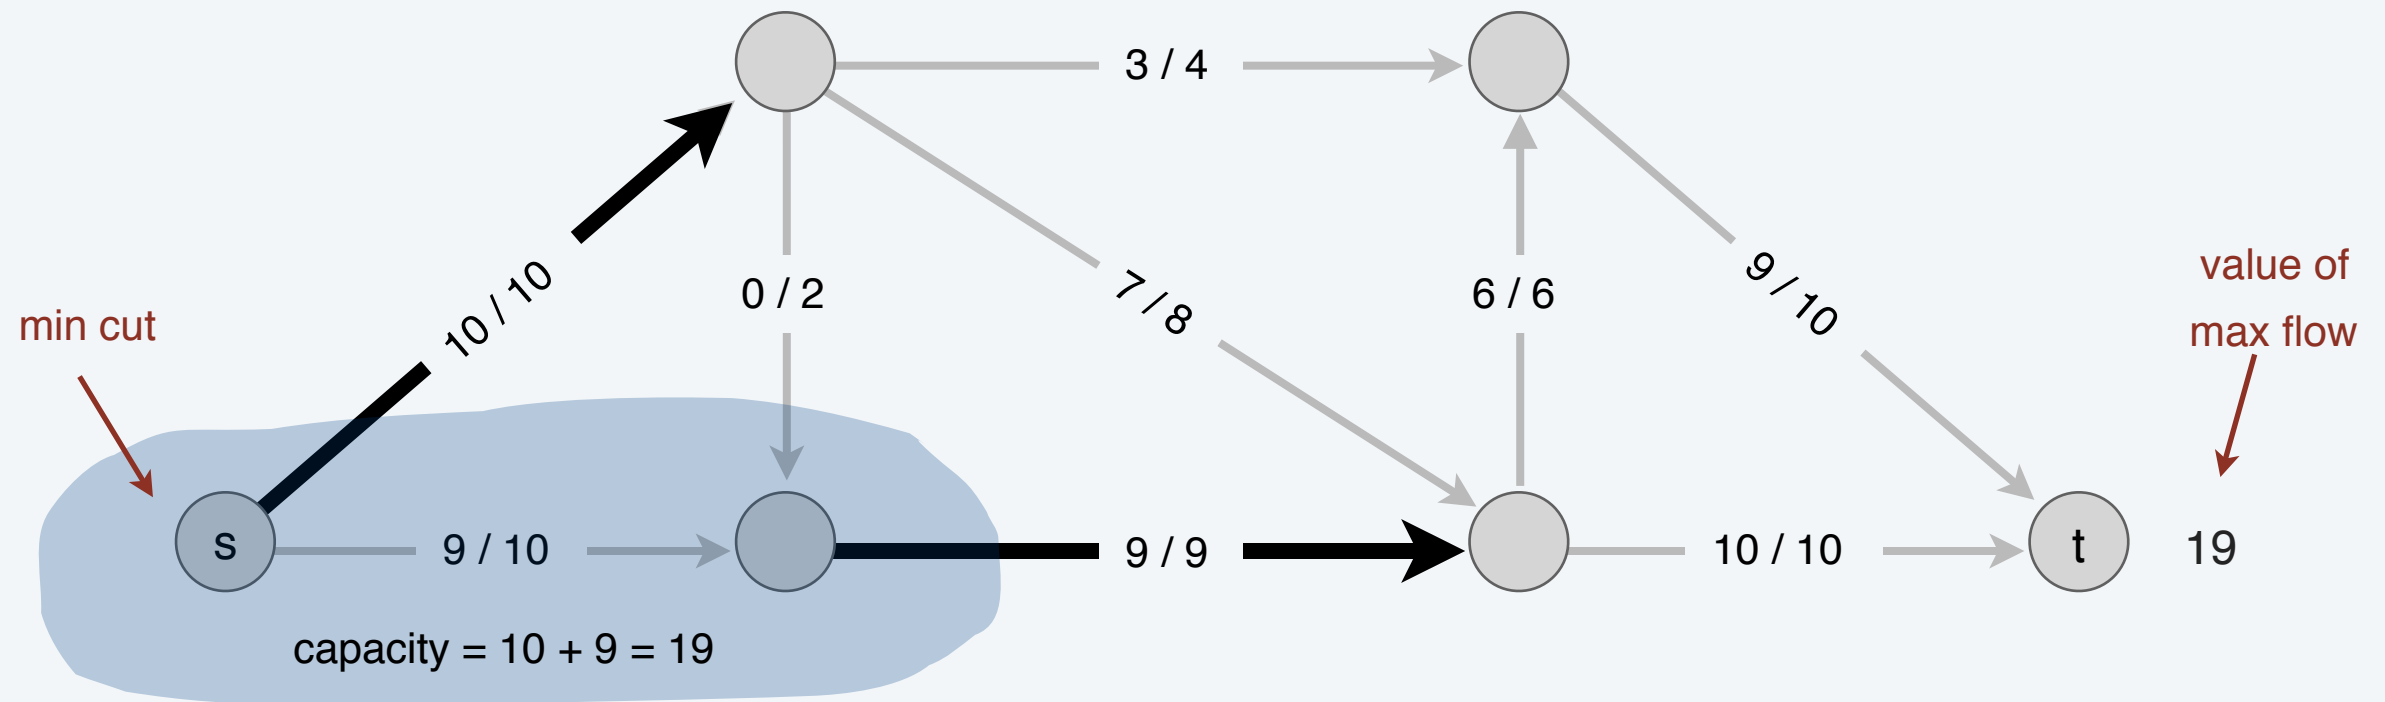 3 / 4
10 / 10
0 / 2
7 / 8
6 / 6
9 / 10
value of
max flow
min cut
s
9 / 10
9 / 9
10 / 10
t
19
capacity = 10 + 9 = 19